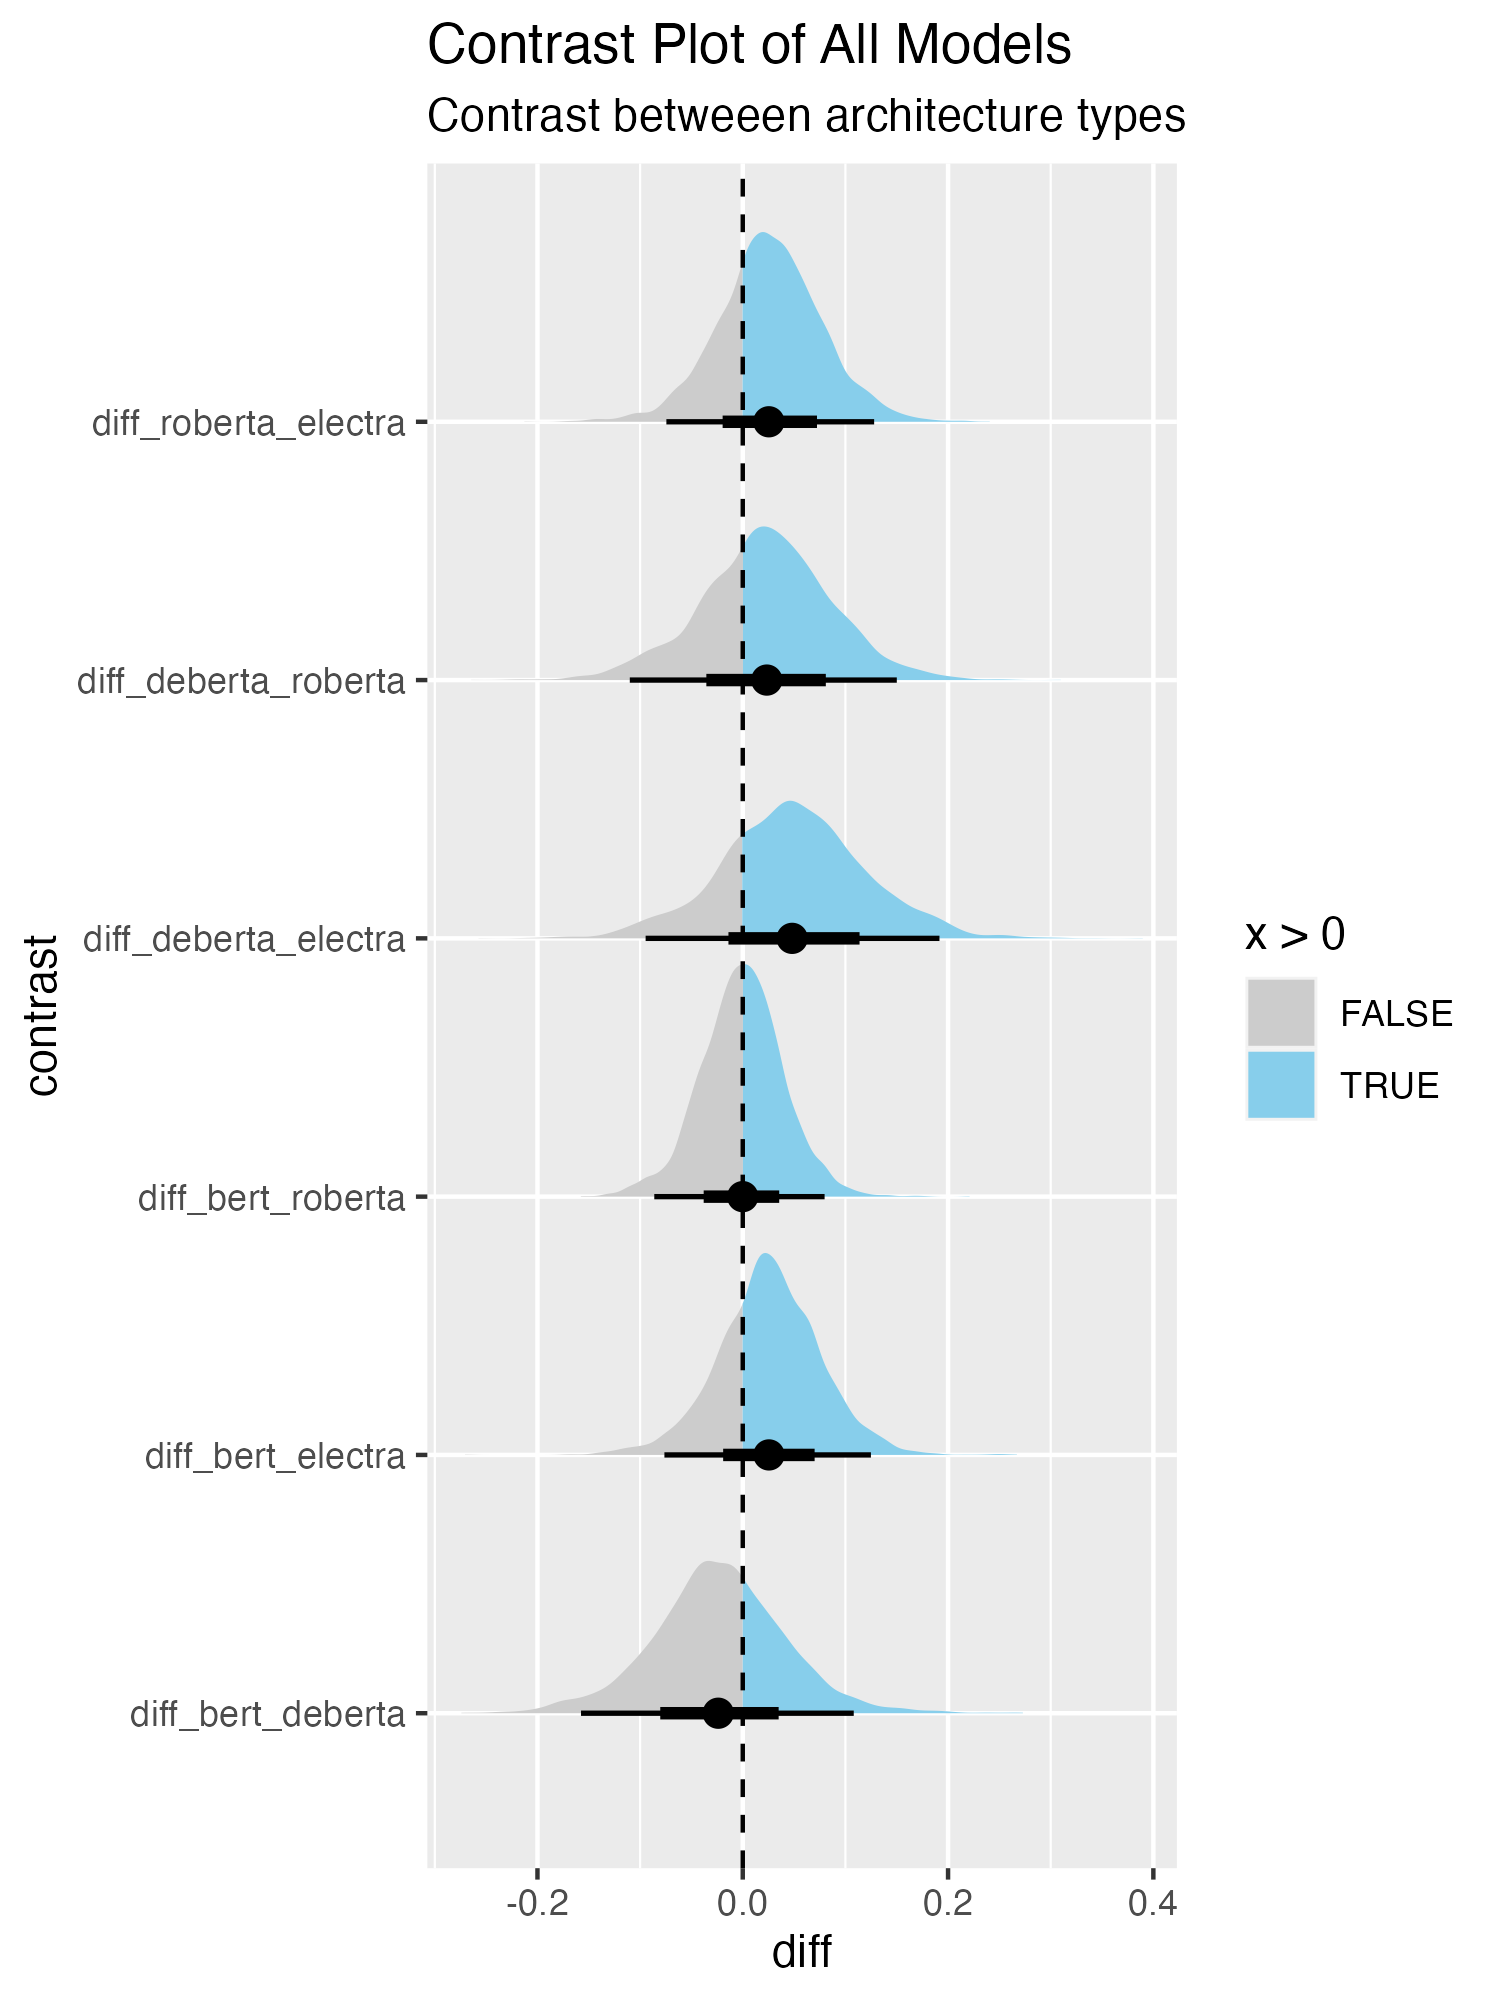 Contrast Plot of All Models
Contrast betweeen architecture types
diff_roberta_electra
diff_deberta_roberta
diff_deberta_electra
diff_bert_roberta
diff_bert_electra
diff_bert_deberta
contrast
-0.2 0.0 0.2 0.4
diff
x > 0
FALSE
TRUE